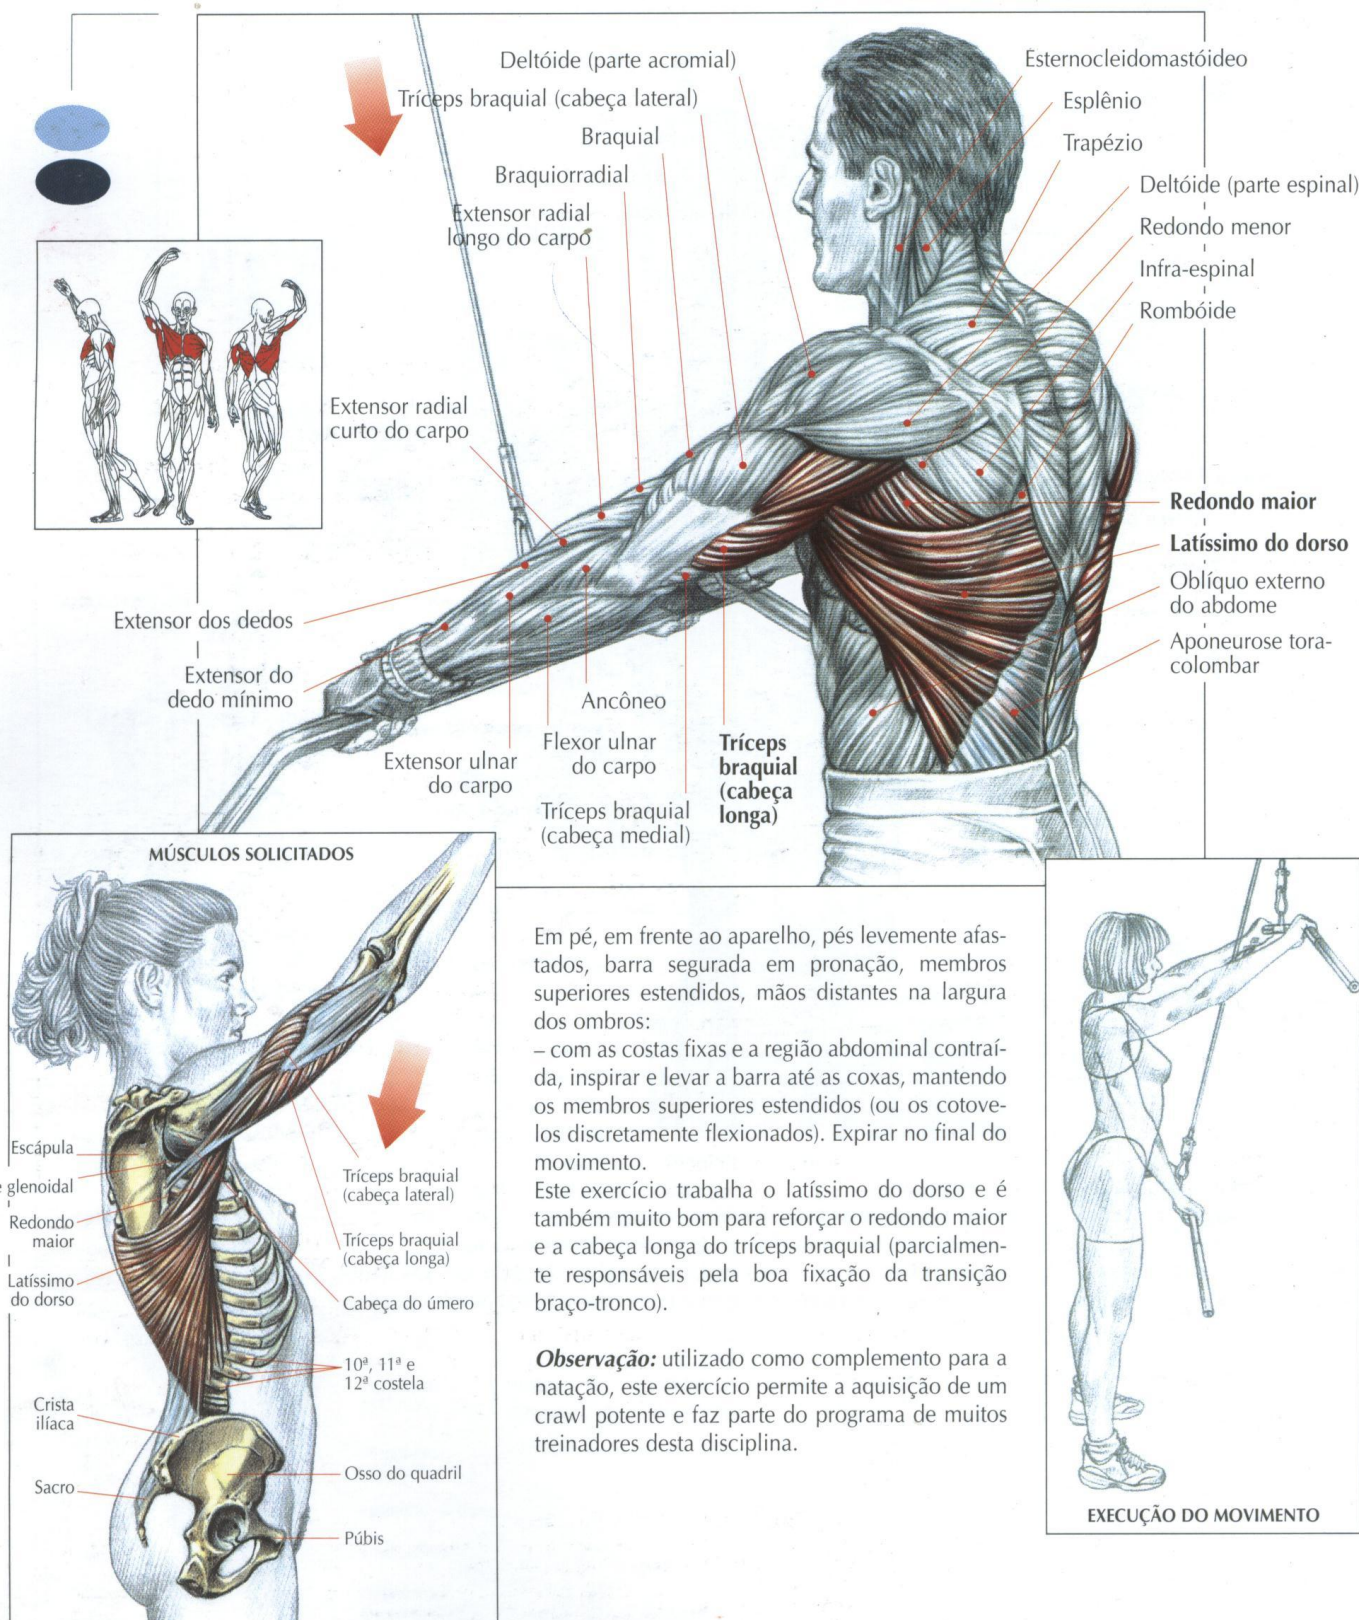 Deltóide (parte acromial)
Tríceps braquial (cabeça lateral)
Braquial
Braquiorradial
Extensor radial
longo do carpo
Extensor radial
curto do carpo
Extensor dos dedos
Extensor do
dedo mínimo
Extensor ulnar
do carpo
Ancôneo
Flexor ulnar
do carpo
Tríceps braquial
(cabeça medial)
Tríceps
braquial
(cabeça
longa)
Esternocleidomastóideo
Esplênio
Trapézio
Deltóide (parte espinal)
Redondo menor
Infra-espinal
Rombóide
Redondo maior
Latíssimo do dorso
Oblíquo externo
do abdome
Aponeurose tora-
colombar
MÚSCULOS SOLICITADOS
Escápula
glenoidal
Redondo
maior
Latíssimo
do dorso
Crista
ilíaca
Sacro
Tríceps braquial
(cabeça lateral)
Tríceps braquial
(cabeça longa)
Cabeça do úmero
10ª, 11ª e
12ª costela
Osso do quadril
Púbis
Em pé, em frente ao aparelho, pés levemente afas-
tados, barra segurada em pronação, membros
superiores estendidos, mãos distantes na largura
dos ombros:
– com as costas fixas e a região abdominal contraí-
da, inspirar e levar a barra até as coxas, mantendo
os membros superiores estendidos (ou os cotove-
los discretamente flexionados). Expirar no final do
movimento.
Este exercício trabalha o latíssimo do dorso e é
também muito bom para reforçar o redondo maior
e a cabeça longa do tríceps braquial (parcialmen-
te responsáveis pela boa fixação da transição
braço-tronco).
Observação: utilizado como complemento para a
natação, este exercício permite a aquisição de um
crawl potente e faz parte do programa de muitos
treinadores desta disciplina.
EXECUÇÃO DO MOVIMENTO